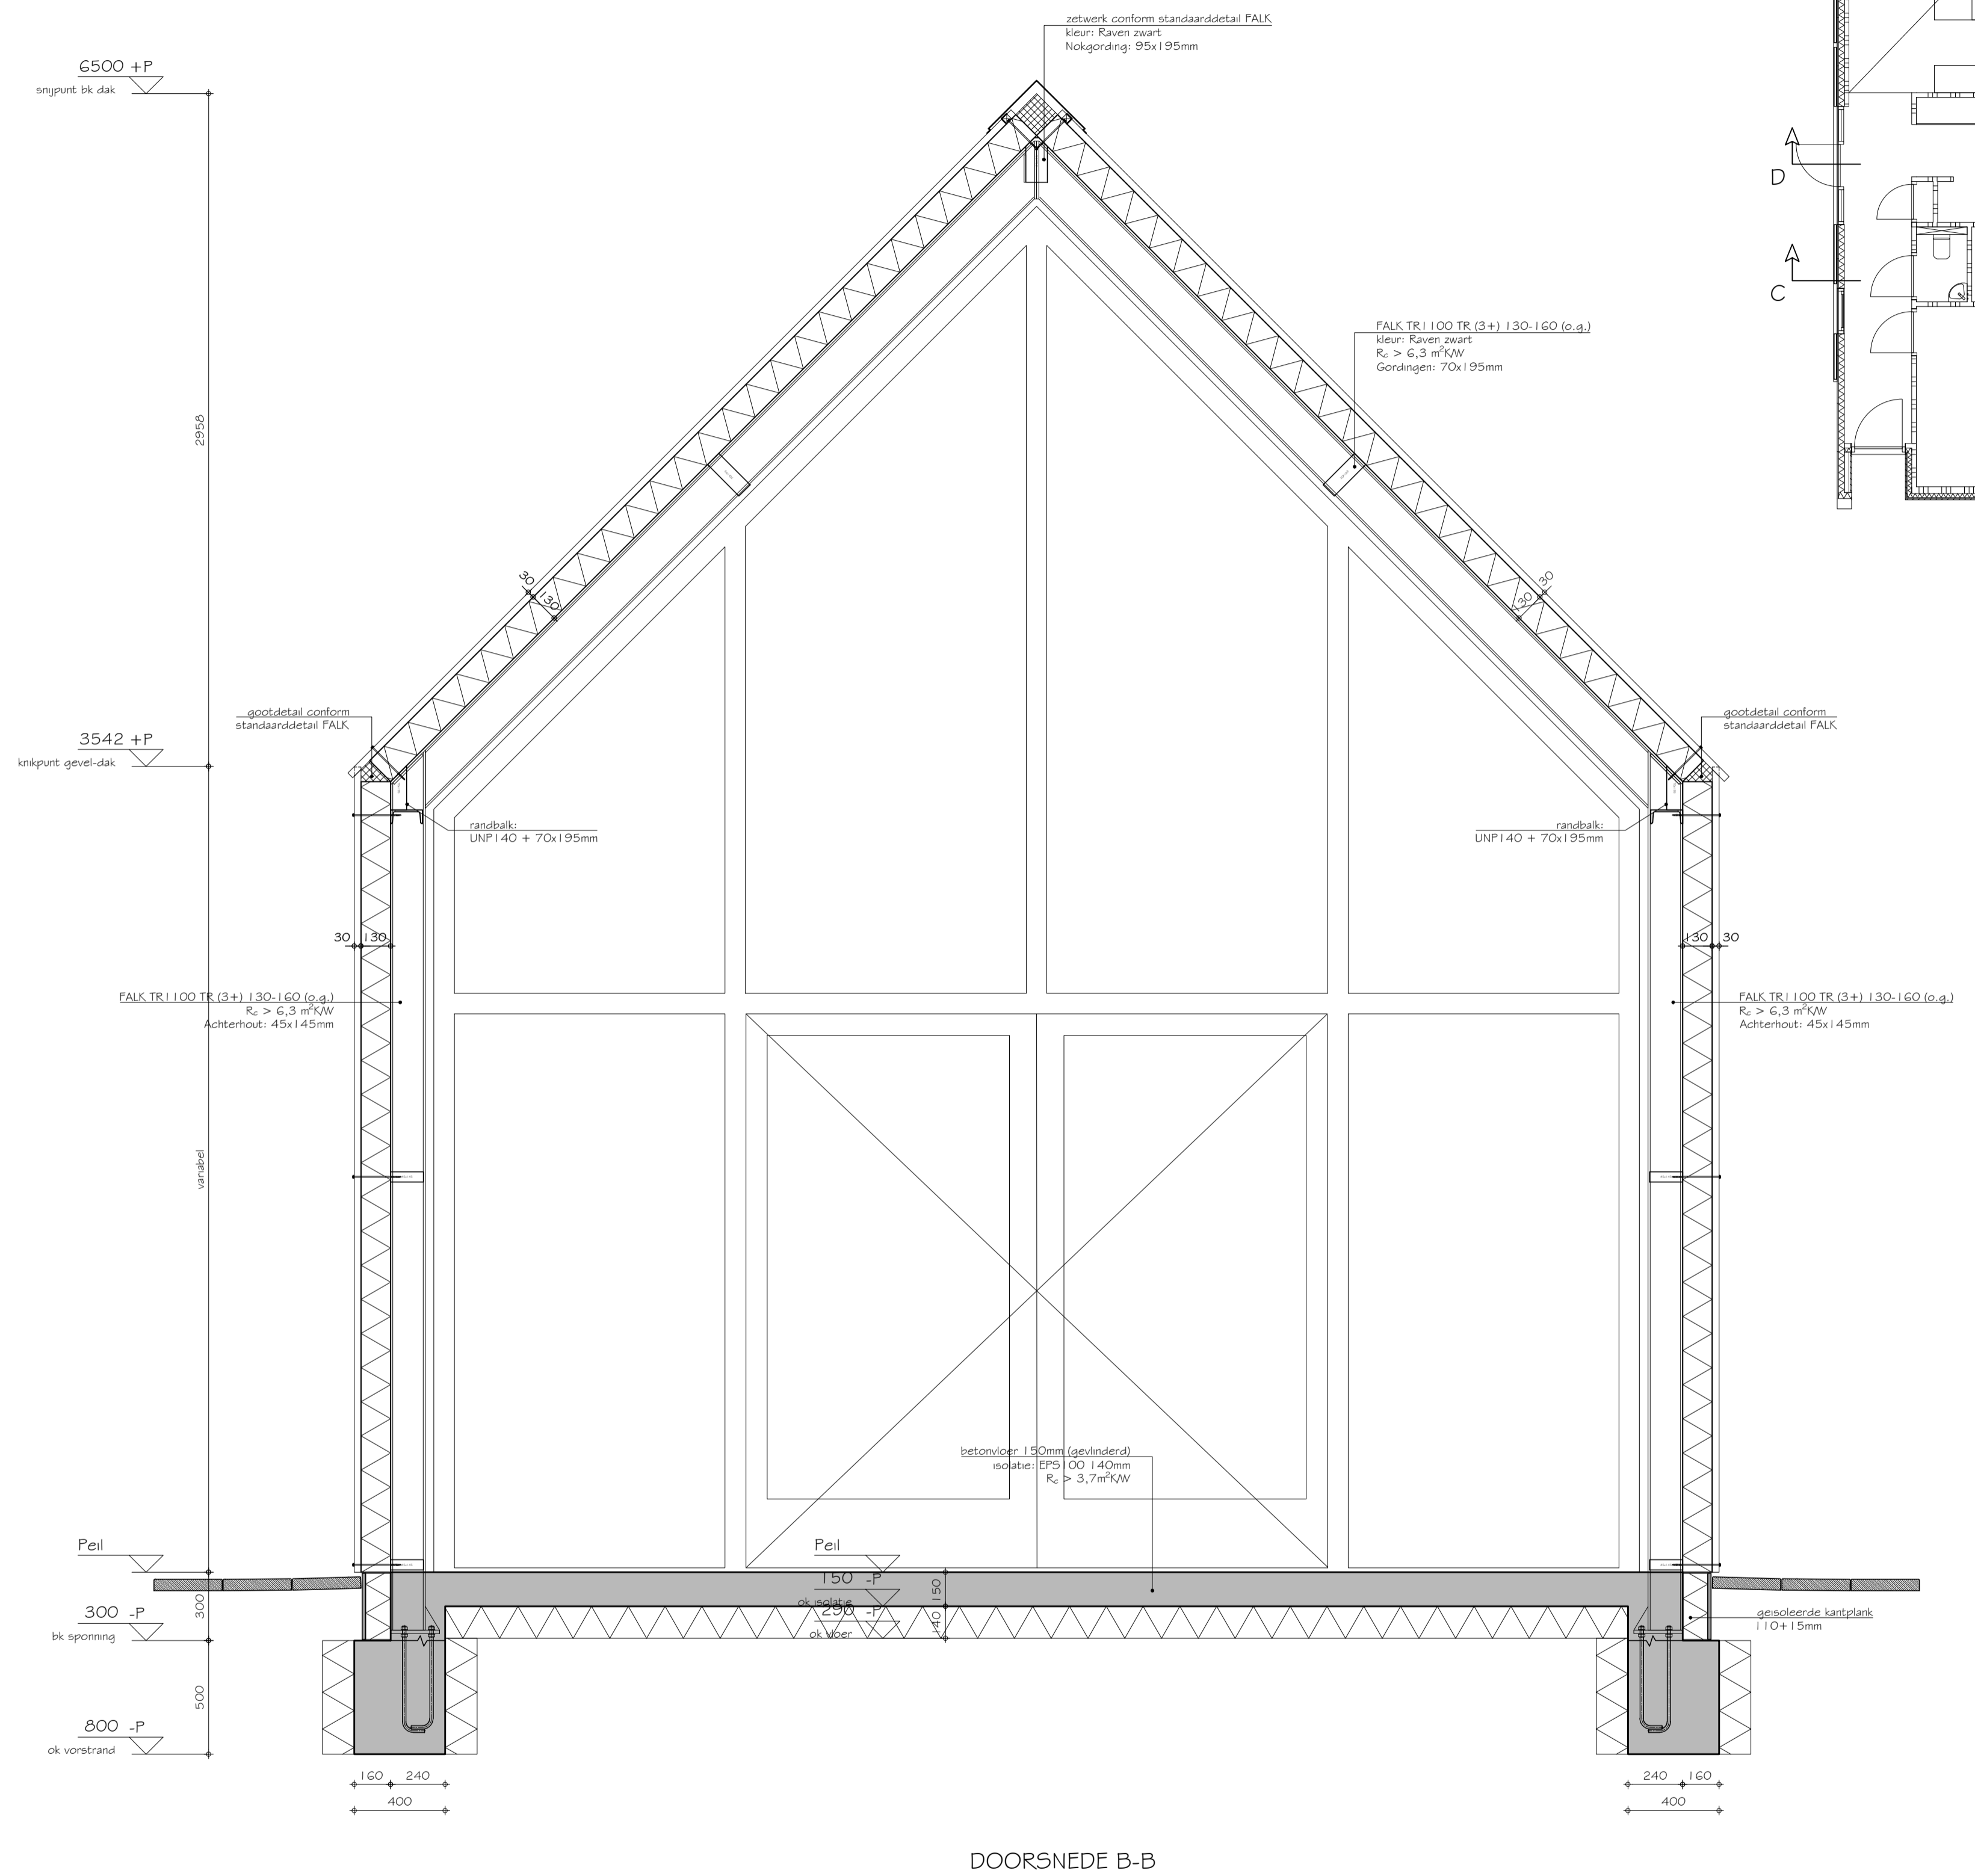 zetwerk conform standaarddetail FALK
kleur: Raven zwart
Nokgording: 95x195mm
6500 +P
snijpunt bk dak
D
C
FALK TR1100 TR (3+) 130-160 (o.g.)
kleur: Raven zwart
Rc > 6,3 m²K/W
Gordingen: 70x195mm
2958
30
130
30
130
gootdetail conform
standaarddetail FALK
gootdetail conform
standaarddetail FALK
3542 +P
knikpunt gevel-dak
randbalk:
UNP140 + 70x195mm
randbalk:
UNP140 + 70x195mm
30 130
130 30
FALK TR1100 TR (3+) 130-160 (o.g.)
Rc > 6,3 m²K/W
Achterhout: 45x145mm
FALK TR1100 TR (3+) 130-160 (o.g.)
Rc > 6,3 m²K/W
Achterhout: 45x145mm
variabel
betonvloer 150mm (gevlinderd)
isolatie: EPS100 140mm
Rc > 3,7m²K/W
Peil
Peil
150 -P
ok isolatie
290 -P
ok vloer
150
140
300
300 -P
bk sponning
geisoleerde kantplank
110+15mm
500
800 -P
ok vorstrand
160 240
400
240 160
400
DOORSNEDE B-B